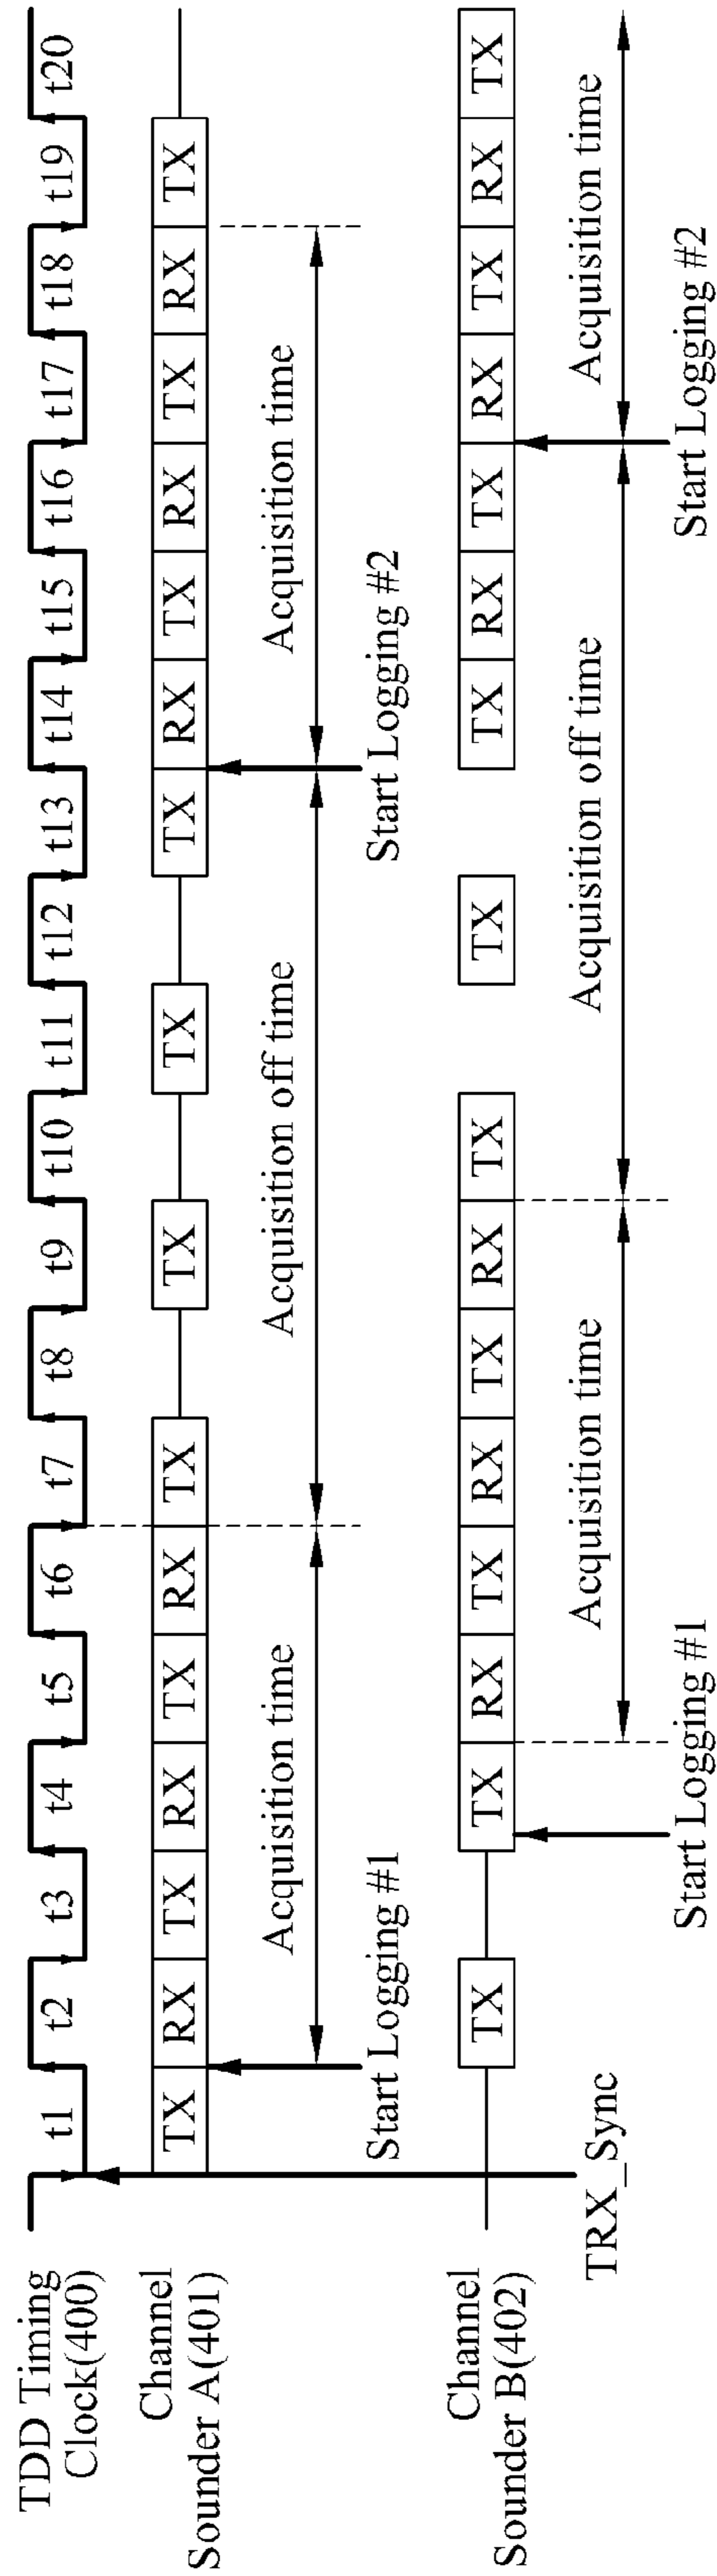 TDD Timing
Clock(400)
t1 t2 t3 t4 t5 t6 t7 t8 t9 t10 t11 t12 t13 t14 t15 t16 t17 t18 t19 t20
Channel
Sounder A(401)
TX RX TX RX TX RX TX TX TX TX RX TX RX TX RX TX
Acquisition time
Acquisition off time
Acquisition time
Start Logging #1
Start Logging #2
Channel
Sounder B(402)
TX TX RX TX RX TX RX TX TX TX RX TX RX TX RX TX
Acquisition time
Acquisition off time
Acquisition time
TRX_Sync
Start Logging #1
Start Logging #2